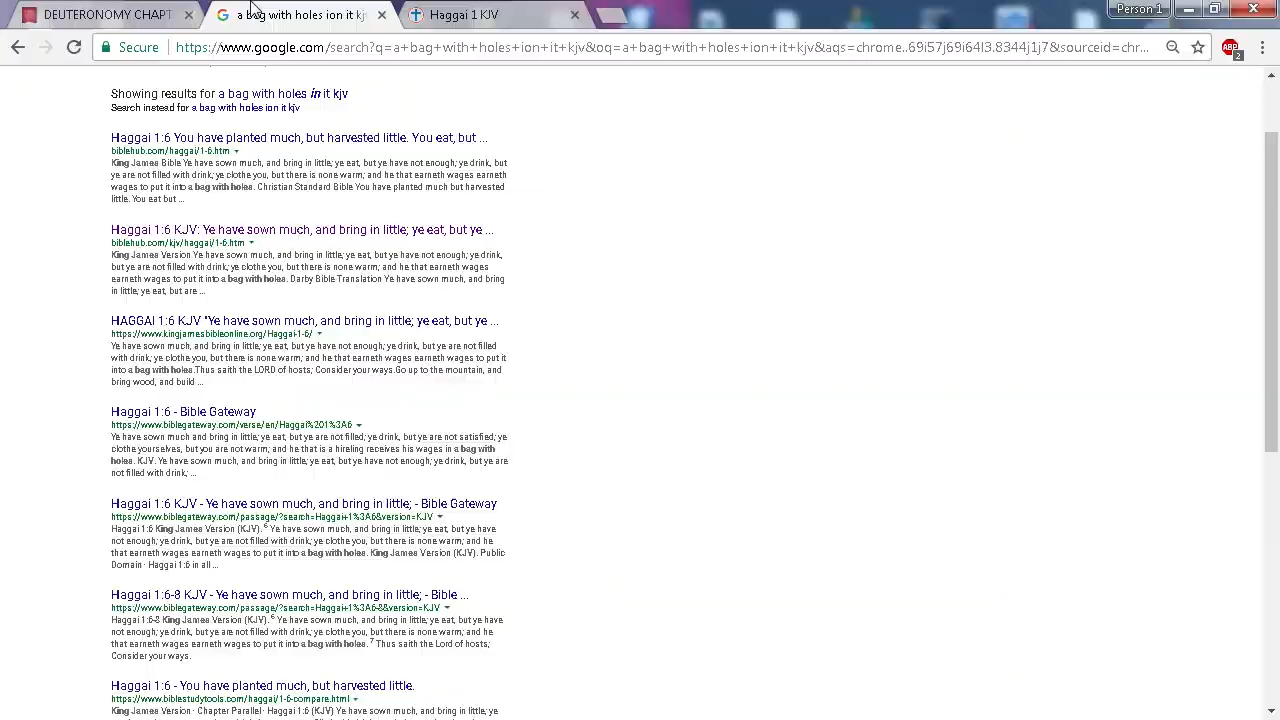 DEUTERONOMY CHAPT
a bag with holes ion it kj
Haggai 1 KJV
Person 1
Secure
https://www.google.com/search?q=a+bag+with+holes+ion+it+kjv&oq=a+bag+with+holes+ion+it+kjv&aqs=chrome..69i57j69i64l3.8344j1j7&sourceid=chr...
ABP
2
Showing results for a bag with holes in it kjv
Search instead for a bag with holes ion it kjv
Haggai 1:6 You have planted much, but harvested little. You eat, but ...
biblehub.com/haggai/1-6.htm
King James Bible Ye have sown much, and bring in little; ye eat, but ye have not enough; ye drink, but
ye are not filled with drink; ye clothe you, but there is none warm; and he that earneth wages earneth
wages to put it into a bag with holes. Christian Standard Bible You have planted much but harvested
little. You eat but ...
Haggai 1:6 KJV: Ye have sown much, and bring in little; ye eat, but ye ...
biblehub.com/kjv/haggai/1-6.htm
King James Version Ye have sown much, and bring in little; ye eat, but ye have not enough; ye drink,
but ye are not filled with drink; ye clothe you, but there is none warm; and he that earneth wages
earneth wages to put it into a bag with holes. Darby Bible Translation Ye have sown much, and bring
in little; ye eat, but are ...
HAGGAI 1:6 KJV "Ye have sown much, and bring in little; ye eat, but ye ...
https://www.kingjamesbibleonline.org/Haggai-1-6/
Ye have sown much, and bring in little; ye eat, but ye have not enough; ye drink, but ye are not filled
with drink; ye clothe you, but there is none warm; and he that earneth wages earneth wages to put it
into a bag with holes.Thus saith the LORD of hosts; Consider your ways.Go up to the mountain, and
bring wood, and build ...
Haggai 1:6 - Bible Gateway
https://www.biblegateway.com/verse/en/Haggai%201%3A6
Ye have sown much and bring in little; ye eat, but ye are not filled; ye drink, but ye are not satisfied; ye
clothe yourselves, but you are not warm; and he that is a hireling receives his wages in a bag with
holes. KJV. Ye have sown much, and bring in little; ye eat, but ye have not enough; ye drink, but ye are
not filled with drink; ...
Haggai 1:6 KJV - Ye have sown much, and bring in little; - Bible Gateway
https://www.biblegateway.com/passage/?search=Haggai+1%3A6&version=KJV
Haggai 1:6 King James Version (KJV). 6 Ye have sown much, and bring in little; ye eat, but ye have
not enough; ye drink, but ye are not filled with drink; ye clothe you, but there is none warm; and he
that earneth wages earneth wages to put it into a bag with holes. King James Version (KJV). Public
Domain · Haggai 1:6 in all ...
Haggai 1:6-8 KJV - Ye have sown much, and bring in little; - Bible ...
https://www.biblegateway.com/passage/?search=Haggai+1%3A6-8&version=KJV
Haggai 1:6-8 King James Version (KJV). 6 Ye have sown much, and bring in little; ye eat, but ye have
not enough; ye drink, but ye are not filled with drink; ye clothe you, but there is none warm; and he
that earneth wages earneth wages to put it into a bag with holes. 7 Thus saith the Lord of hosts;
Consider your ways.
Haggai 1:6 - You have planted much, but harvested little.
https://www.biblestudytools.com/haggai/1-6-compare.html
King James Version · Chapter Parallel · Haggai 1:6 (KJV) Ye have sown much, and bring in little; ye